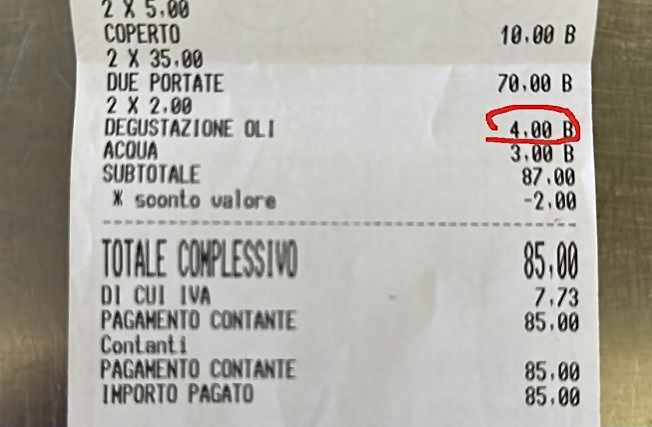 2 X 5.00
COPERTO 10.00 B
2 X 35.00
DUE PORTATE 70.00 B
2 X 2.00
DEGUSTAZIONE OLI 4.00 B
ACQUA 3.00 B
SUBTOTALE 87.00
* sconto valore -2.00
TOTALE COMPLESSIVO 85.00
DI CUI IVA 7.73
PAGAMENTO CONTANTE 85.00
Contanti
PAGAMENTO CONTANTE 85.00
IMPORTO PAGATO 85.00